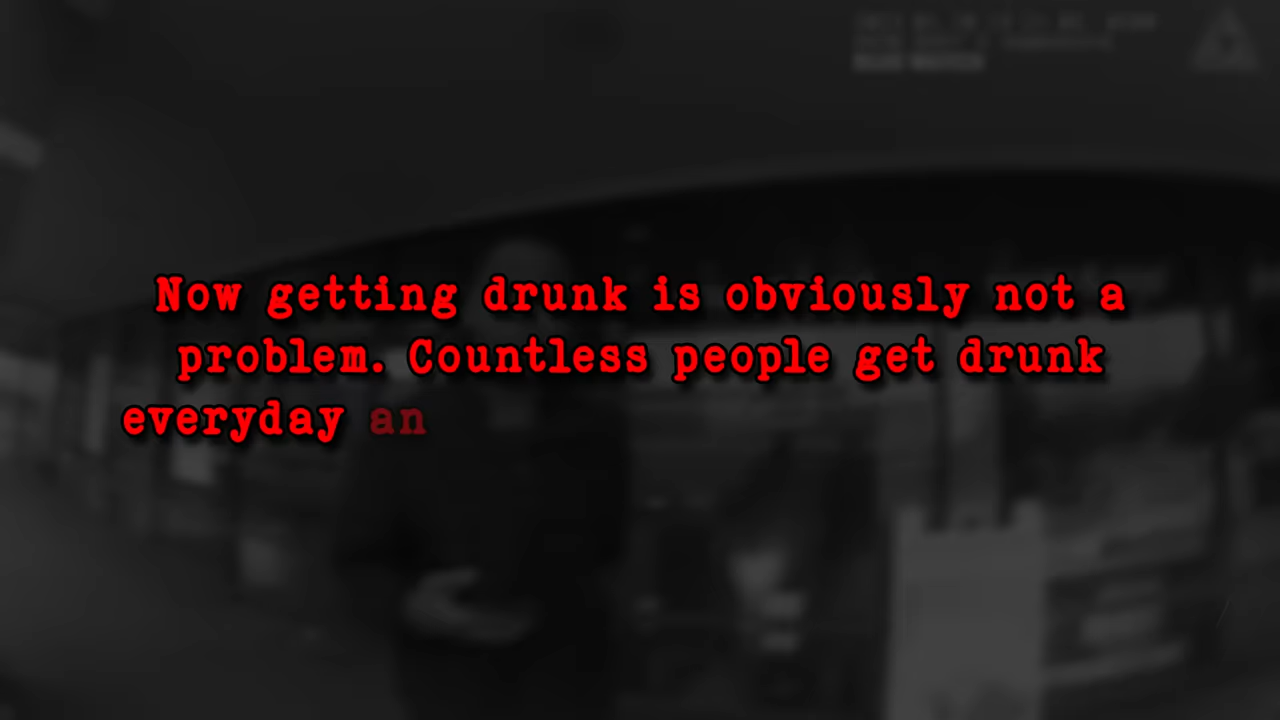 Now getting drunk is obviously not a
problem. Countless people get drunk
everyday an